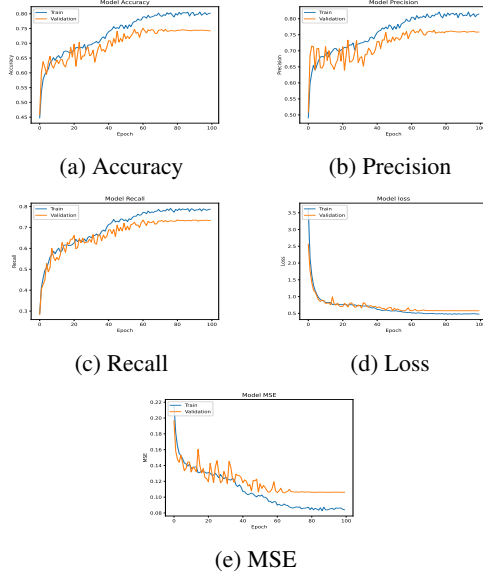 Model Accuracy
Train
Validation
0.80
0.75
0.70
0.65
0.60
0.55
0.50
0.45
Accuracy
0 20 40 60 80 100
Epoch
(a) Accuracy
Model Precision
Train
Validation
0.80
0.75
0.70
0.65
0.60
0.55
0.50
Precision
0 20 40 60 80 100
Epoch
(b) Precision
Model Recall
Train
Validation
0.8
0.7
0.6
0.5
0.4
0.3
Recall
0 20 40 60 80 100
Epoch
(c) Recall
Model loss
Train
Validation
3.5
3.0
2.5
2.0
1.5
1.0
0.5
Loss
0 20 40 60 80 100
Epoch
(d) Loss
Model MSE
Train
Validation
0.22
0.20
0.18
0.16
0.14
0.12
0.10
0.08
MSE
0 20 40 60 80 100
Epoch
(e) MSE